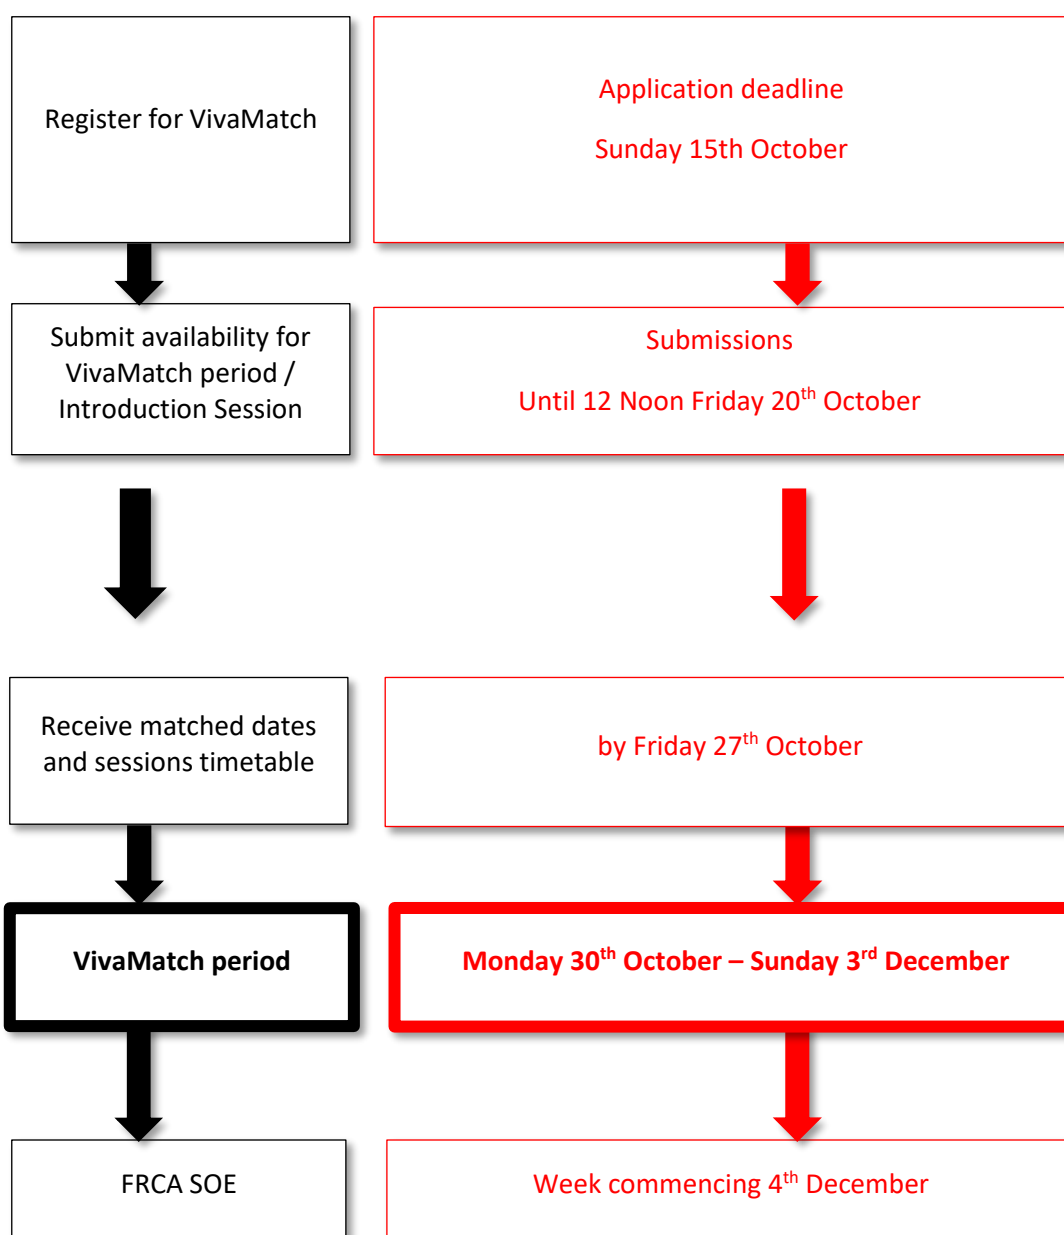 Register for VivaMatch
Application deadline
Sunday 15th October
Submit availability for
VivaMatch period /
Introduction Session
Submissions
Until 12 Noon Friday 20th October
Receive matched dates
and sessions timetable
by Friday 27th October
VivaMatch period
Monday 30th October – Sunday 3rd December
FRCA SOE
Week commencing 4th December